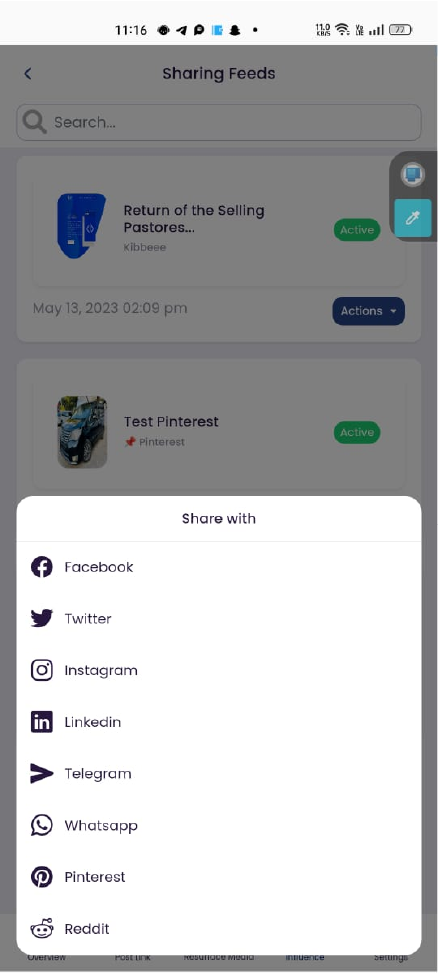 11:16
11.0
KB/S
77
Sharing Feeds
Search...
Return of the Selling
Pastores...
Active
Kibbeee
May 13, 2023 02:09 pm
Actions
Test Pinterest
Active
Pinterest
Share with
Facebook
Twitter
Instagram
Linkedin
Telegram
Whatsapp
Pinterest
Reddit
Overview
Post Link
Influence
Settings